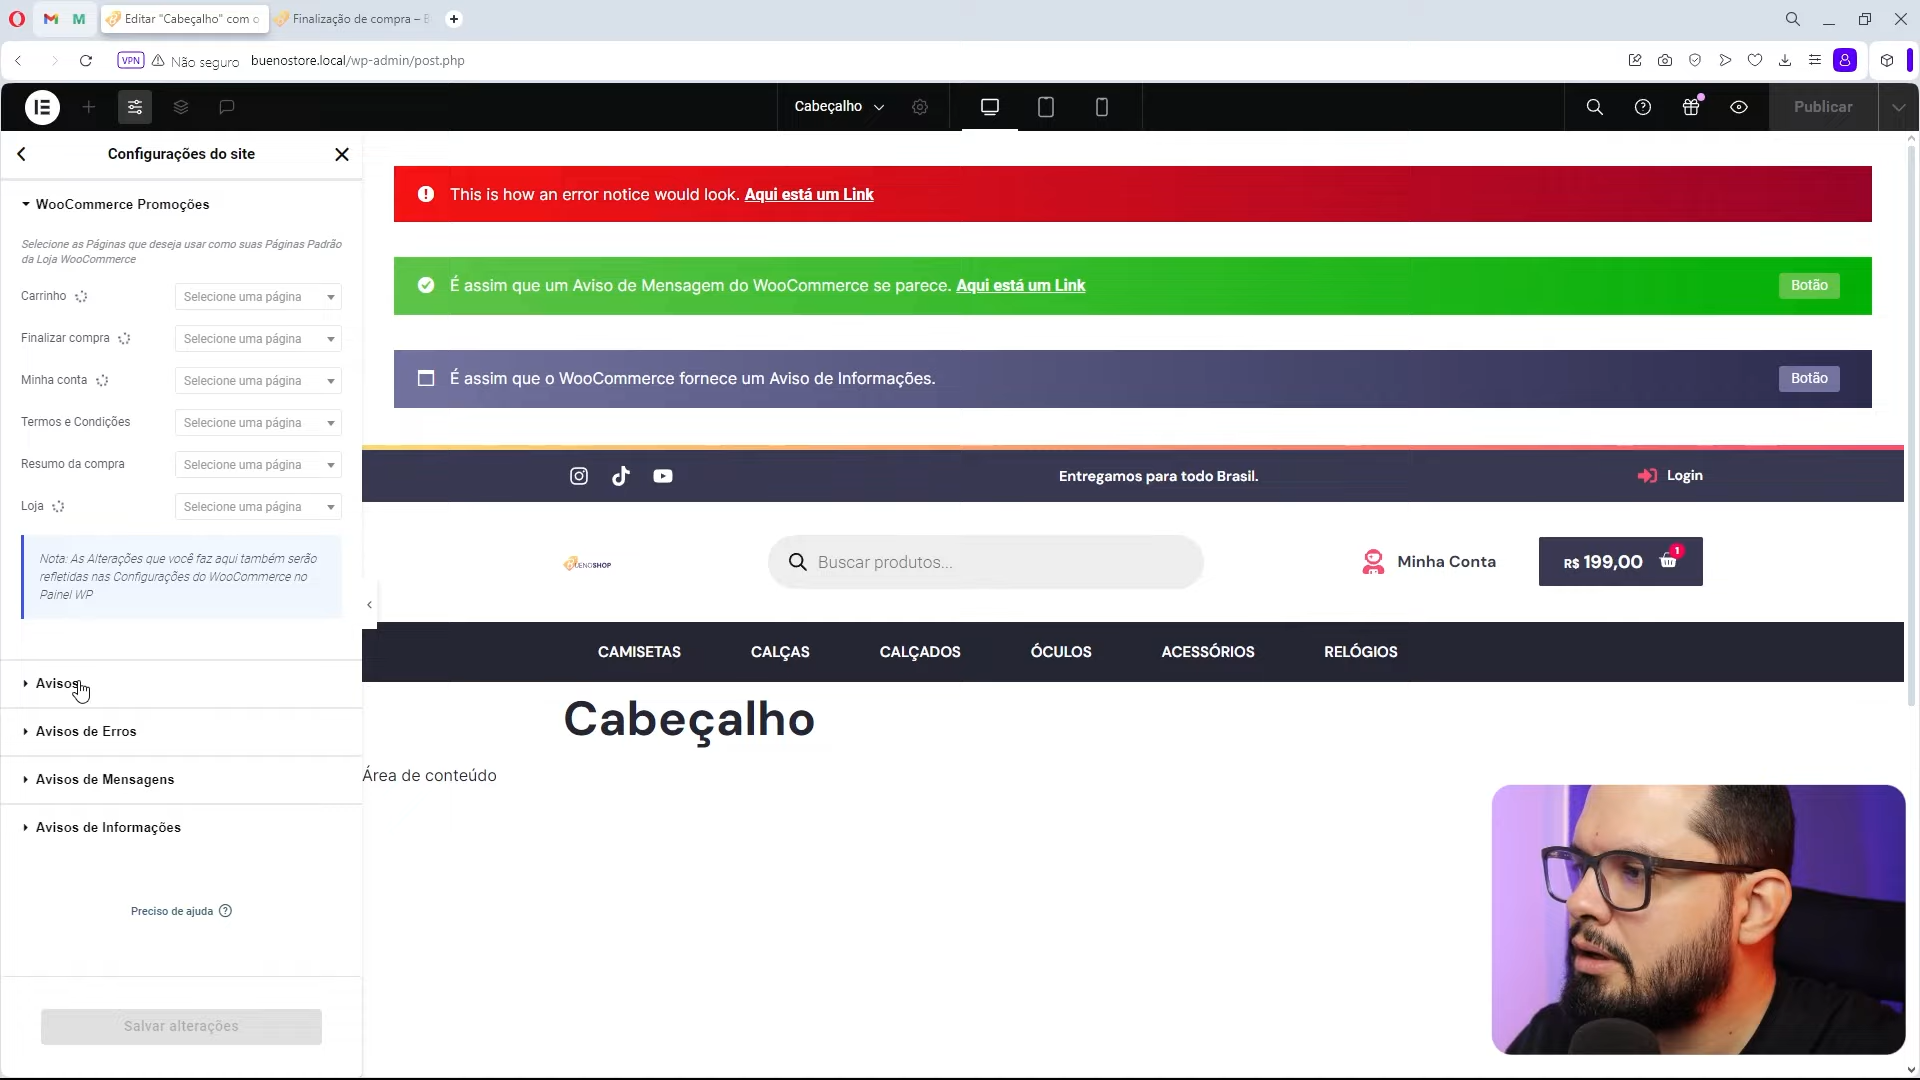 Editar "Cabeçalho" com o
Finalização de compra – B
VPN
Não seguro
buenostore.local/wp-admin/post.php
Cabeçalho
Publicar
Configurações do site
WooCommerce Promoções
Selecione as Páginas que deseja usar como suas Páginas Padrão
da Loja WooCommerce
Carrinho
Selecione uma página
Finalizar compra
Selecione uma página
Minha conta
Selecione uma página
Termos e Condições
Selecione uma página
Resumo da compra
Selecione uma página
Loja
Selecione uma página
Nota: As Alterações que você faz aqui também serão
refletidas nas Configurações do WooCommerce no
Painel WP
Avisos
Avisos de Erros
Avisos de Mensagens
Avisos de Informações
Preciso de ajuda
Salvar alterações
This is how an error notice would look. Aqui está um Link
É assim que um Aviso de Mensagem do WooCommerce se parece. Aqui está um Link
Botão
É assim que o WooCommerce fornece um Aviso de Informações.
Botão
Entregamos para todo Brasil.
Login
BUENOSHOP
Buscar produtos...
Minha Conta
R$ 199,00
1
CAMISETAS
CALÇAS
CALÇADOS
ÓCULOS
ACESSÓRIOS
RELÓGIOS
Cabeçalho
Área de conteúdo